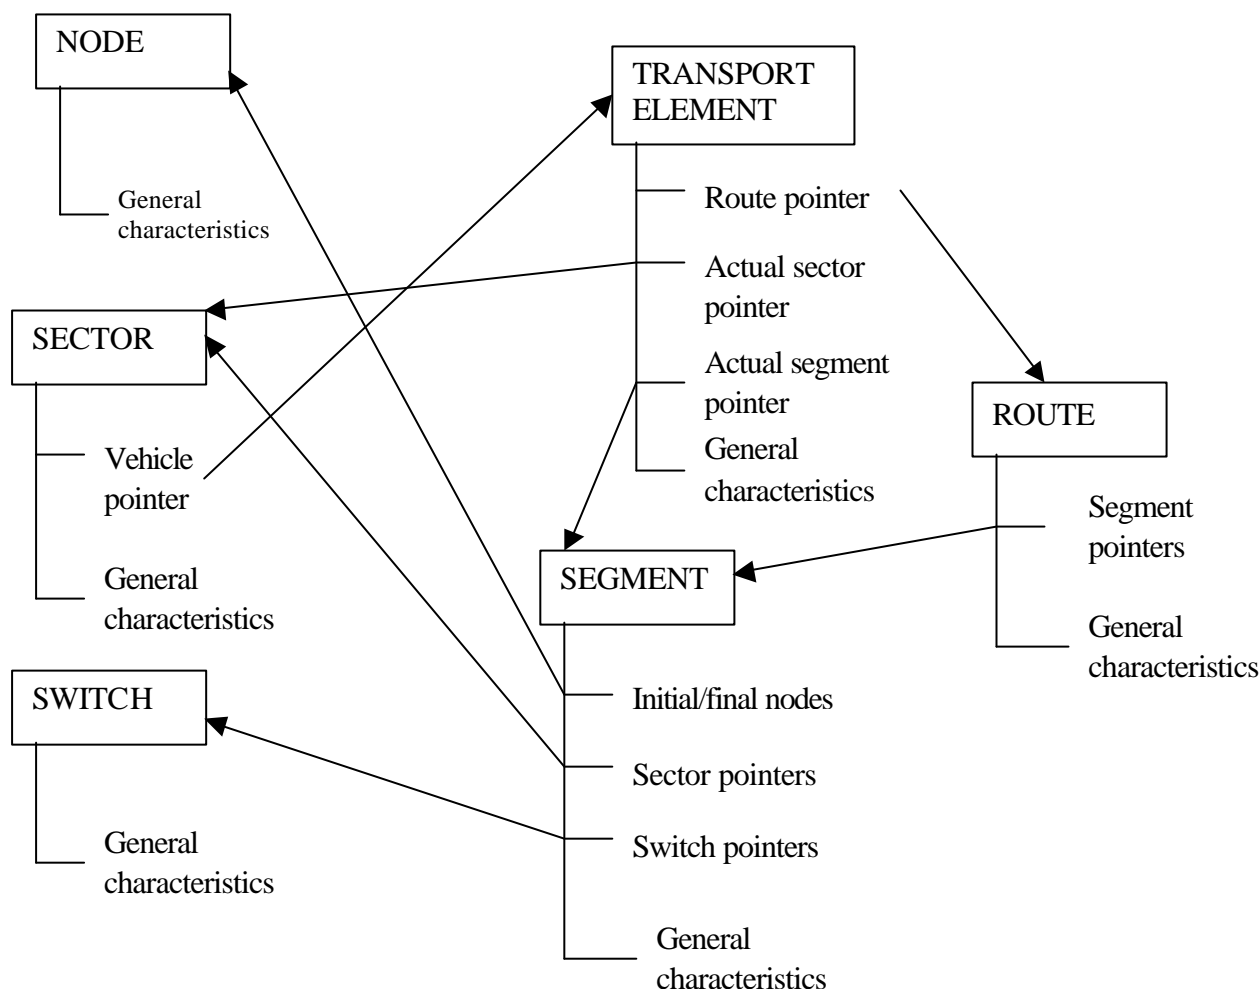 NODE
General
characteristics
TRANSPORT
ELEMENT
Route pointer
Actual sector
pointer
Actual segment
pointer
General
characteristics
SECTOR
Vehicle
pointer
General
characteristics
ROUTE
Segment
pointers
General
characteristics
SEGMENT
Initial/final nodes
Sector pointers
Switch pointers
General
characteristics
SWITCH
General
characteristics